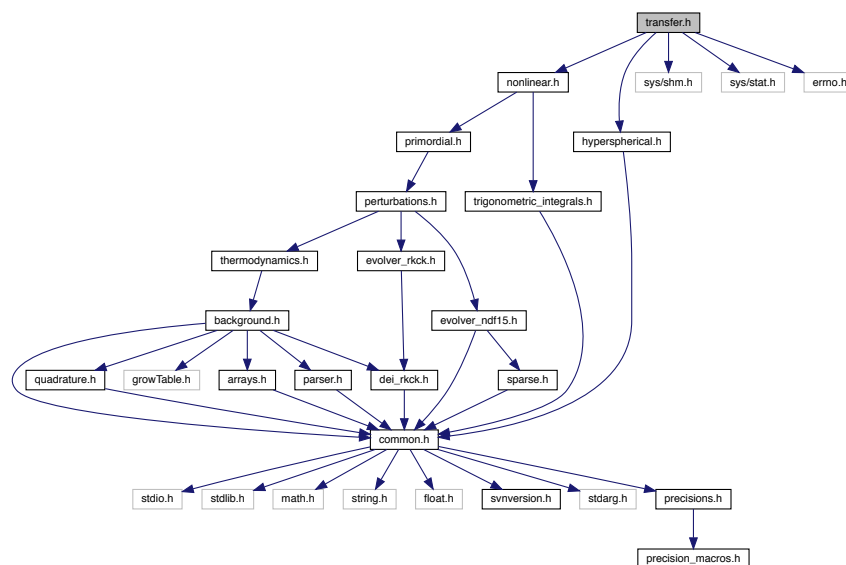 transfer.h
nonlinear.h
sys/shm.h
sys/stat.h
errno.h
primordial.h
hyperspherical.h
perturbations.h
trigonometric_integrals.h
thermodynamics.h
evolver_rkck.h
background.h
evolver_ndf15.h
quadrature.h
growTable.h
arrays.h
parser.h
dei_rkck.h
sparse.h
common.h
stdio.h
stdlib.h
math.h
string.h
float.h
svnversion.h
stdarg.h
precisions.h
precision_macros.h